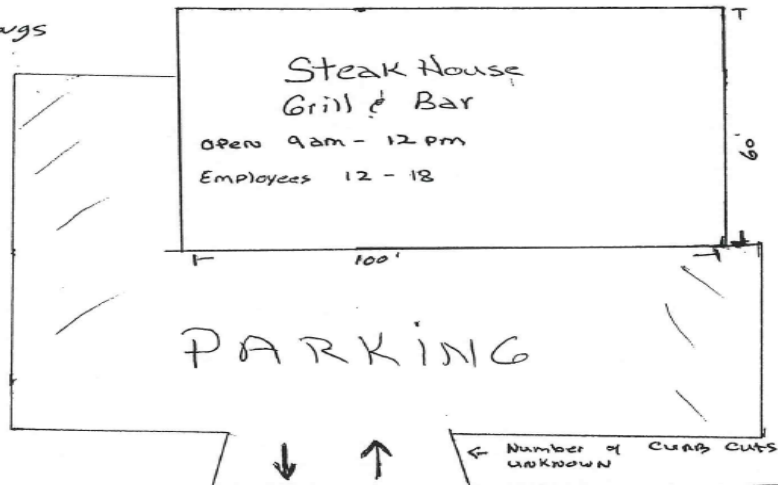 Steak House
Grill & Bar
Open 9am - 12 pm
Employees 12 - 18
60'
100'
PARKING
← Number of CURB CUTS
UNKNOWN